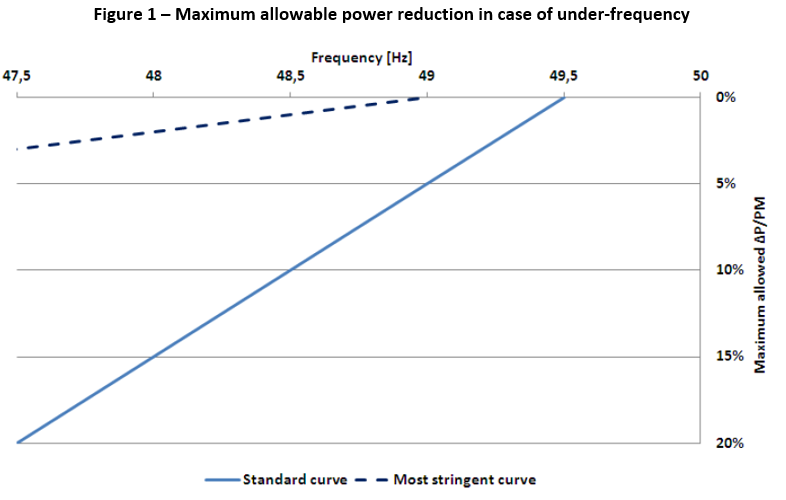 Figure 1 – Maximum allowable power reduction in case of under-frequency
Frequency [Hz]
47,5 48 48,5 49 49,5 50
0%
5%
10%
15%
20%
Maximum allowed ΔP/PM
Standard curve Most stringent curve